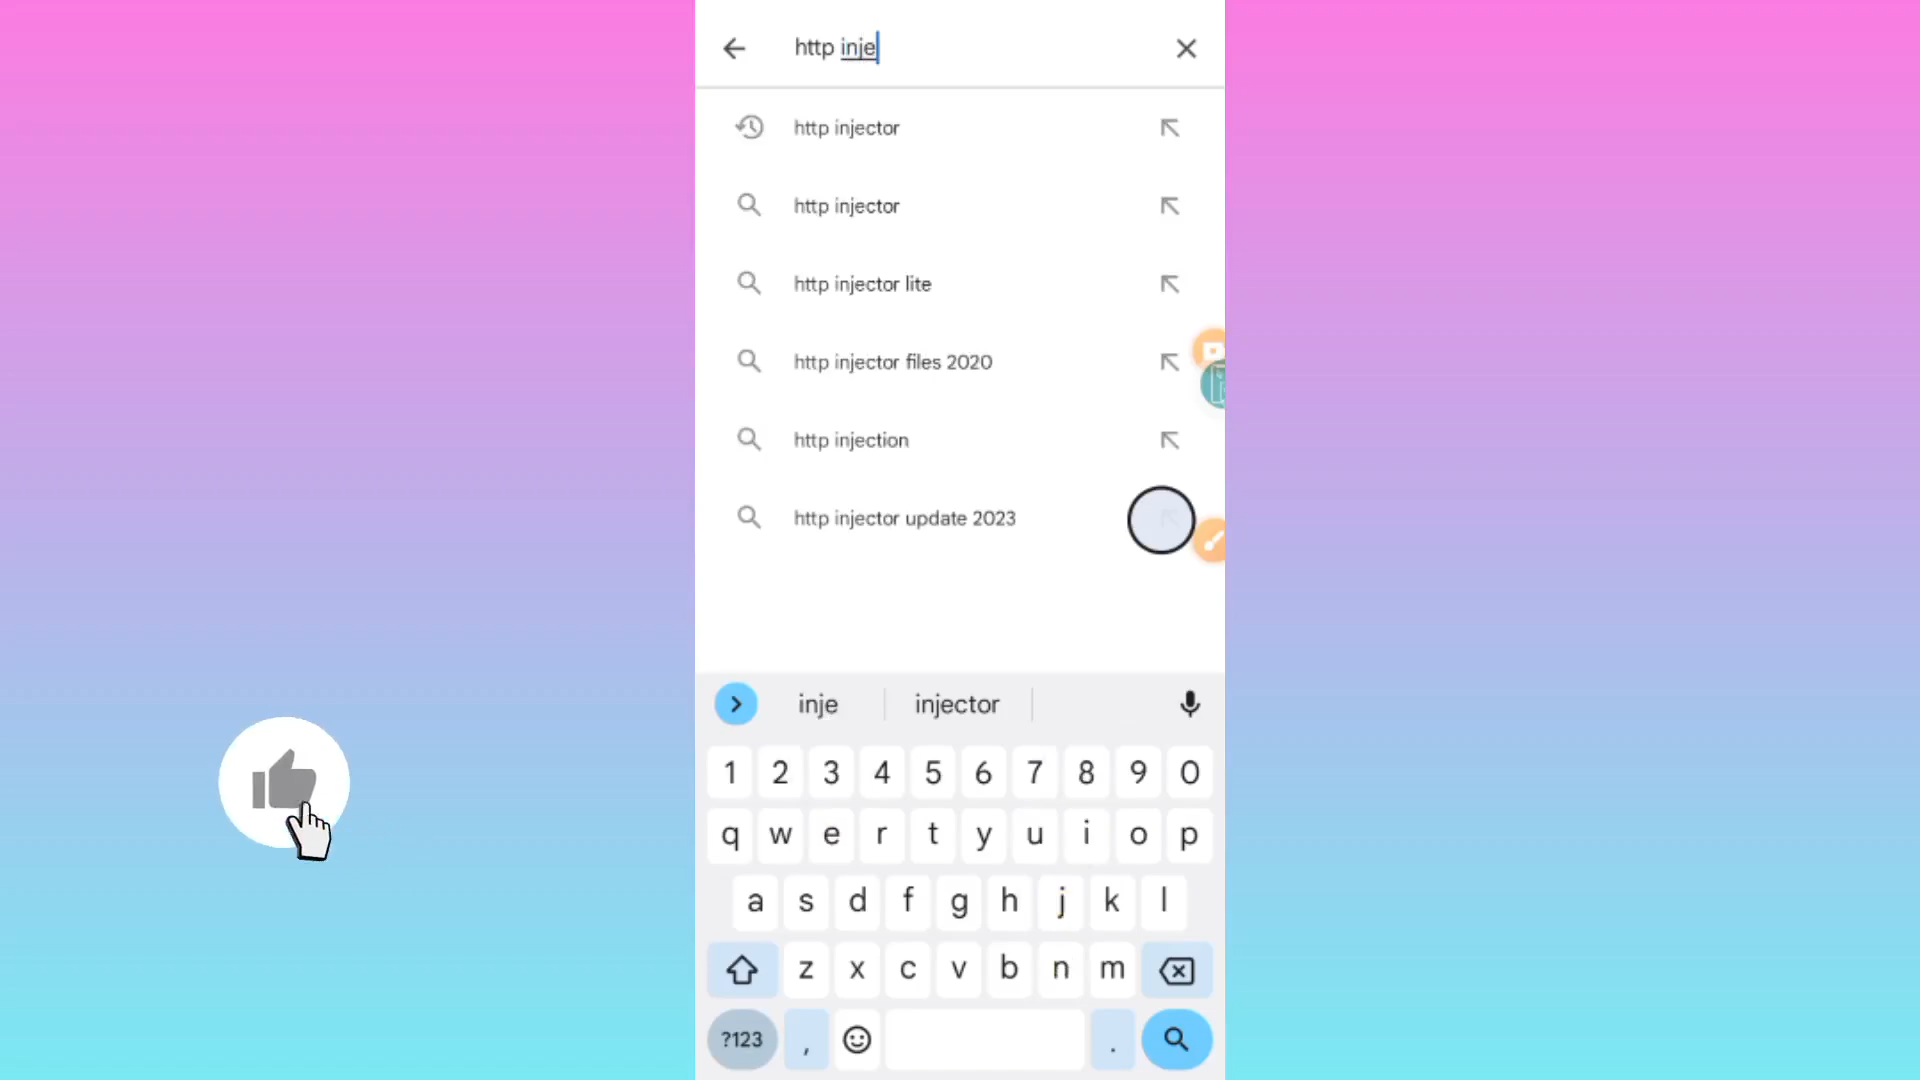 http inje
http injector
http injector
http injector lite
http injector files 2020
http injection
http injector update 2023
inje injector
1 2 3 4 5 6 7 8 9 0
q w e r t y u i o p
a s d f g h j k l
z x c v b n m
?123 , .